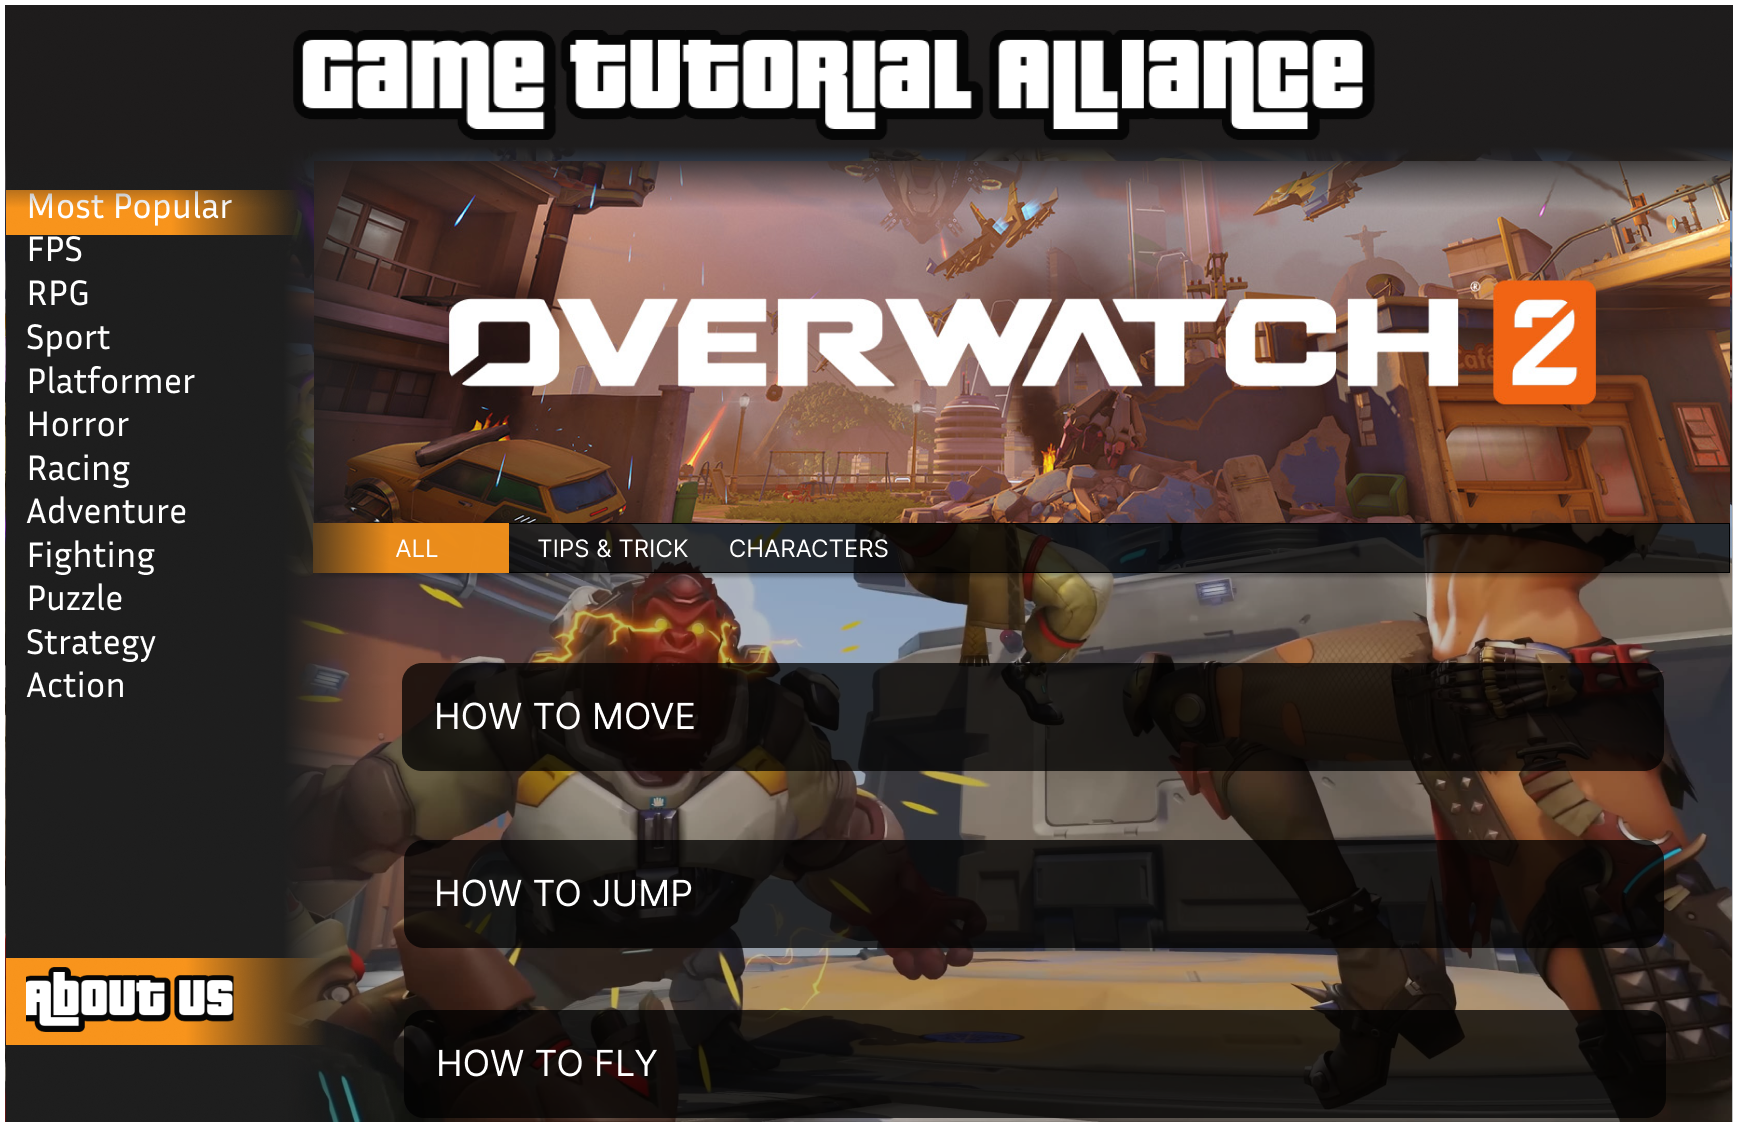 GAME TUTORIAL ALLIANCE
Most Popular
FPS
RPG
Sport
Platformer
Horror
Racing
Adventure
Fighting
Puzzle
Strategy
Action
ABOUT US
OVERWATCH® 2
Café
ALL TIPS & TRICK CHARACTERS
HOW TO MOVE
HOW TO JUMP
HOW TO FLY